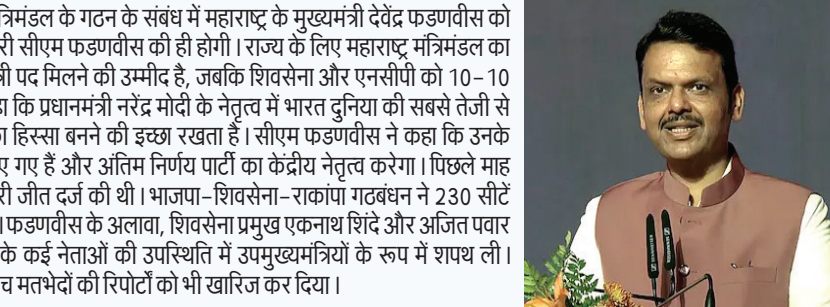 त्रिमंडल के गठन के संबंध में महाराष्ट्र के मुख्यमंत्री देवेंद्र फडणवीस को
री सीएम फडणवीस की ही होगी । राज्य के लिए महाराष्ट्र मंत्रिमंडल का
त्री पद मिलने की उम्मीद है, जबकि शिवसेना और एनसीपी को 10-10
कि प्रधानमंत्री नरेंद्र मोदी के नेतृत्व में भारत दुनिया की सबसे तेजी से
हिस्सा बनने की इच्छा रखता है । सीएम फडणवीस ने कहा कि उनके
ए गए हैं और अंतिम निर्णय पार्टी का केंद्रीय नेतृत्व करेगा । पिछले माह
री जीत दर्ज की थी । भाजपा-शिवसेना-राकांपा गठबंधन ने 230 सीटें
। फडणवीस के अलावा, शिवसेना प्रमुख एकनाथ शिंदे और अजित पवार
के कई नेताओं की उपस्थिति में उपमुख्यमंत्रियों के रूप में शपथ ली ।
च मतभेदों की रिपोर्टों को भी खारिज कर दिया ।